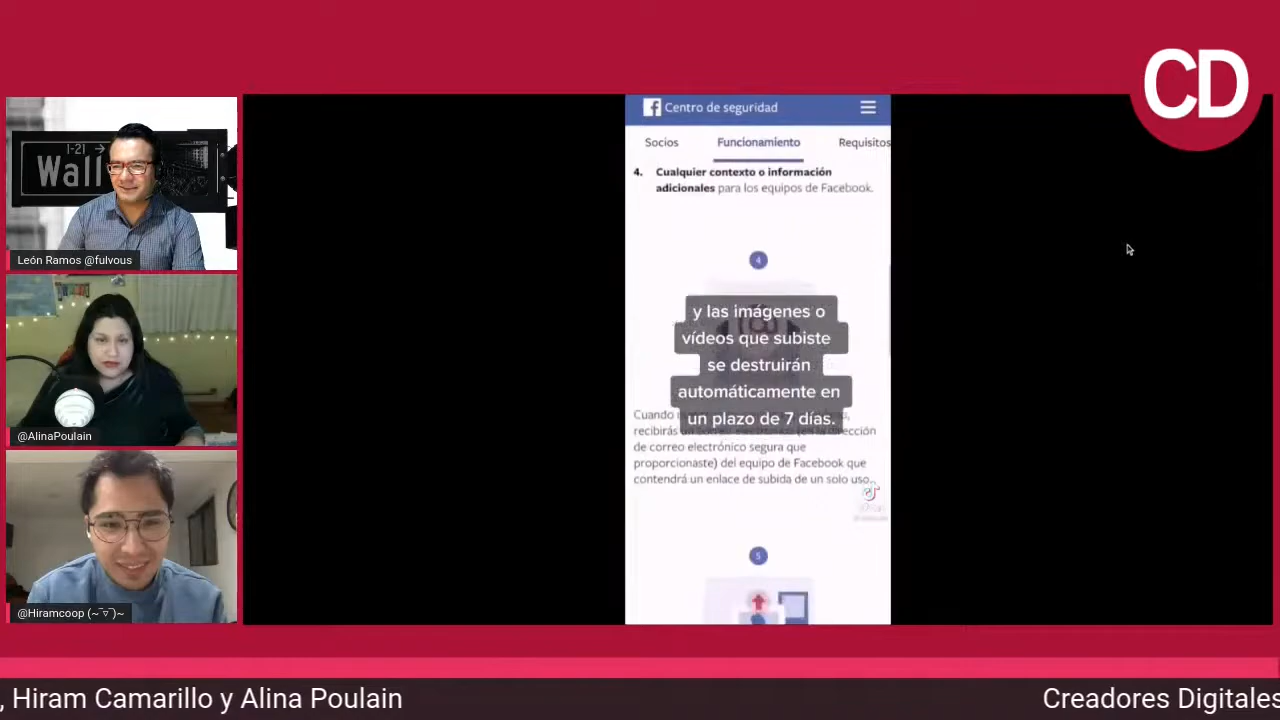 CD
1-21 →
Wall
León Ramos @fulvous
@AlinaPoulain
@Hiramcoop (~‾▿‾)~
Centro de seguridad
Socios Funcionamiento Requisitos
4. Cualquier contexto o información
adicionales para los equipos de Facebook.
4
y las imágenes o
vídeos que subiste
se destruirán
automáticamente en
un plazo de 7 días.
Cuando
recibirás
de correo electrónico segura que
proporcionaste) del equipo de Facebook que
contendrá un enlace de subida de un solo uso.
5
, Hiram Camarillo y Alina Poulain
Creadores Digitales